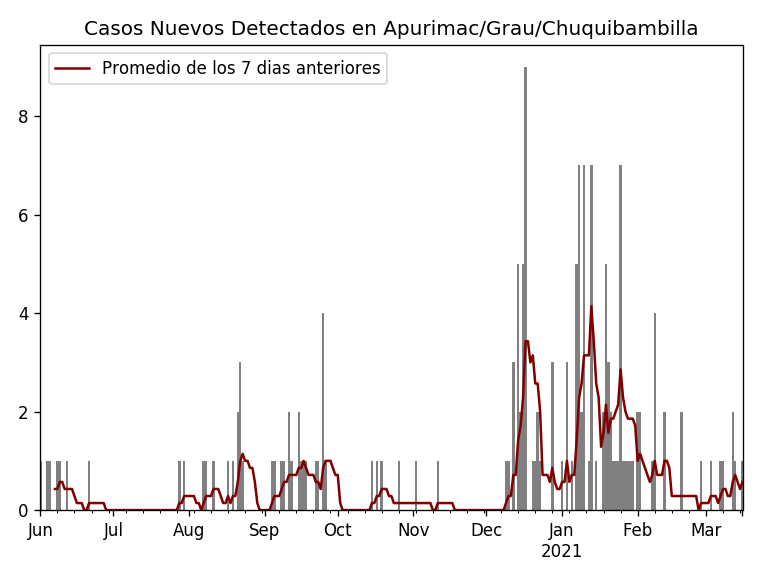 Casos Nuevos Detectados en Apurimac/Grau/Chuquibambilla
Promedio de los 7 dias anteriores
8
6
4
2
0
Jun Jul Aug Sep Oct Nov Dec Jan Feb Mar
2021